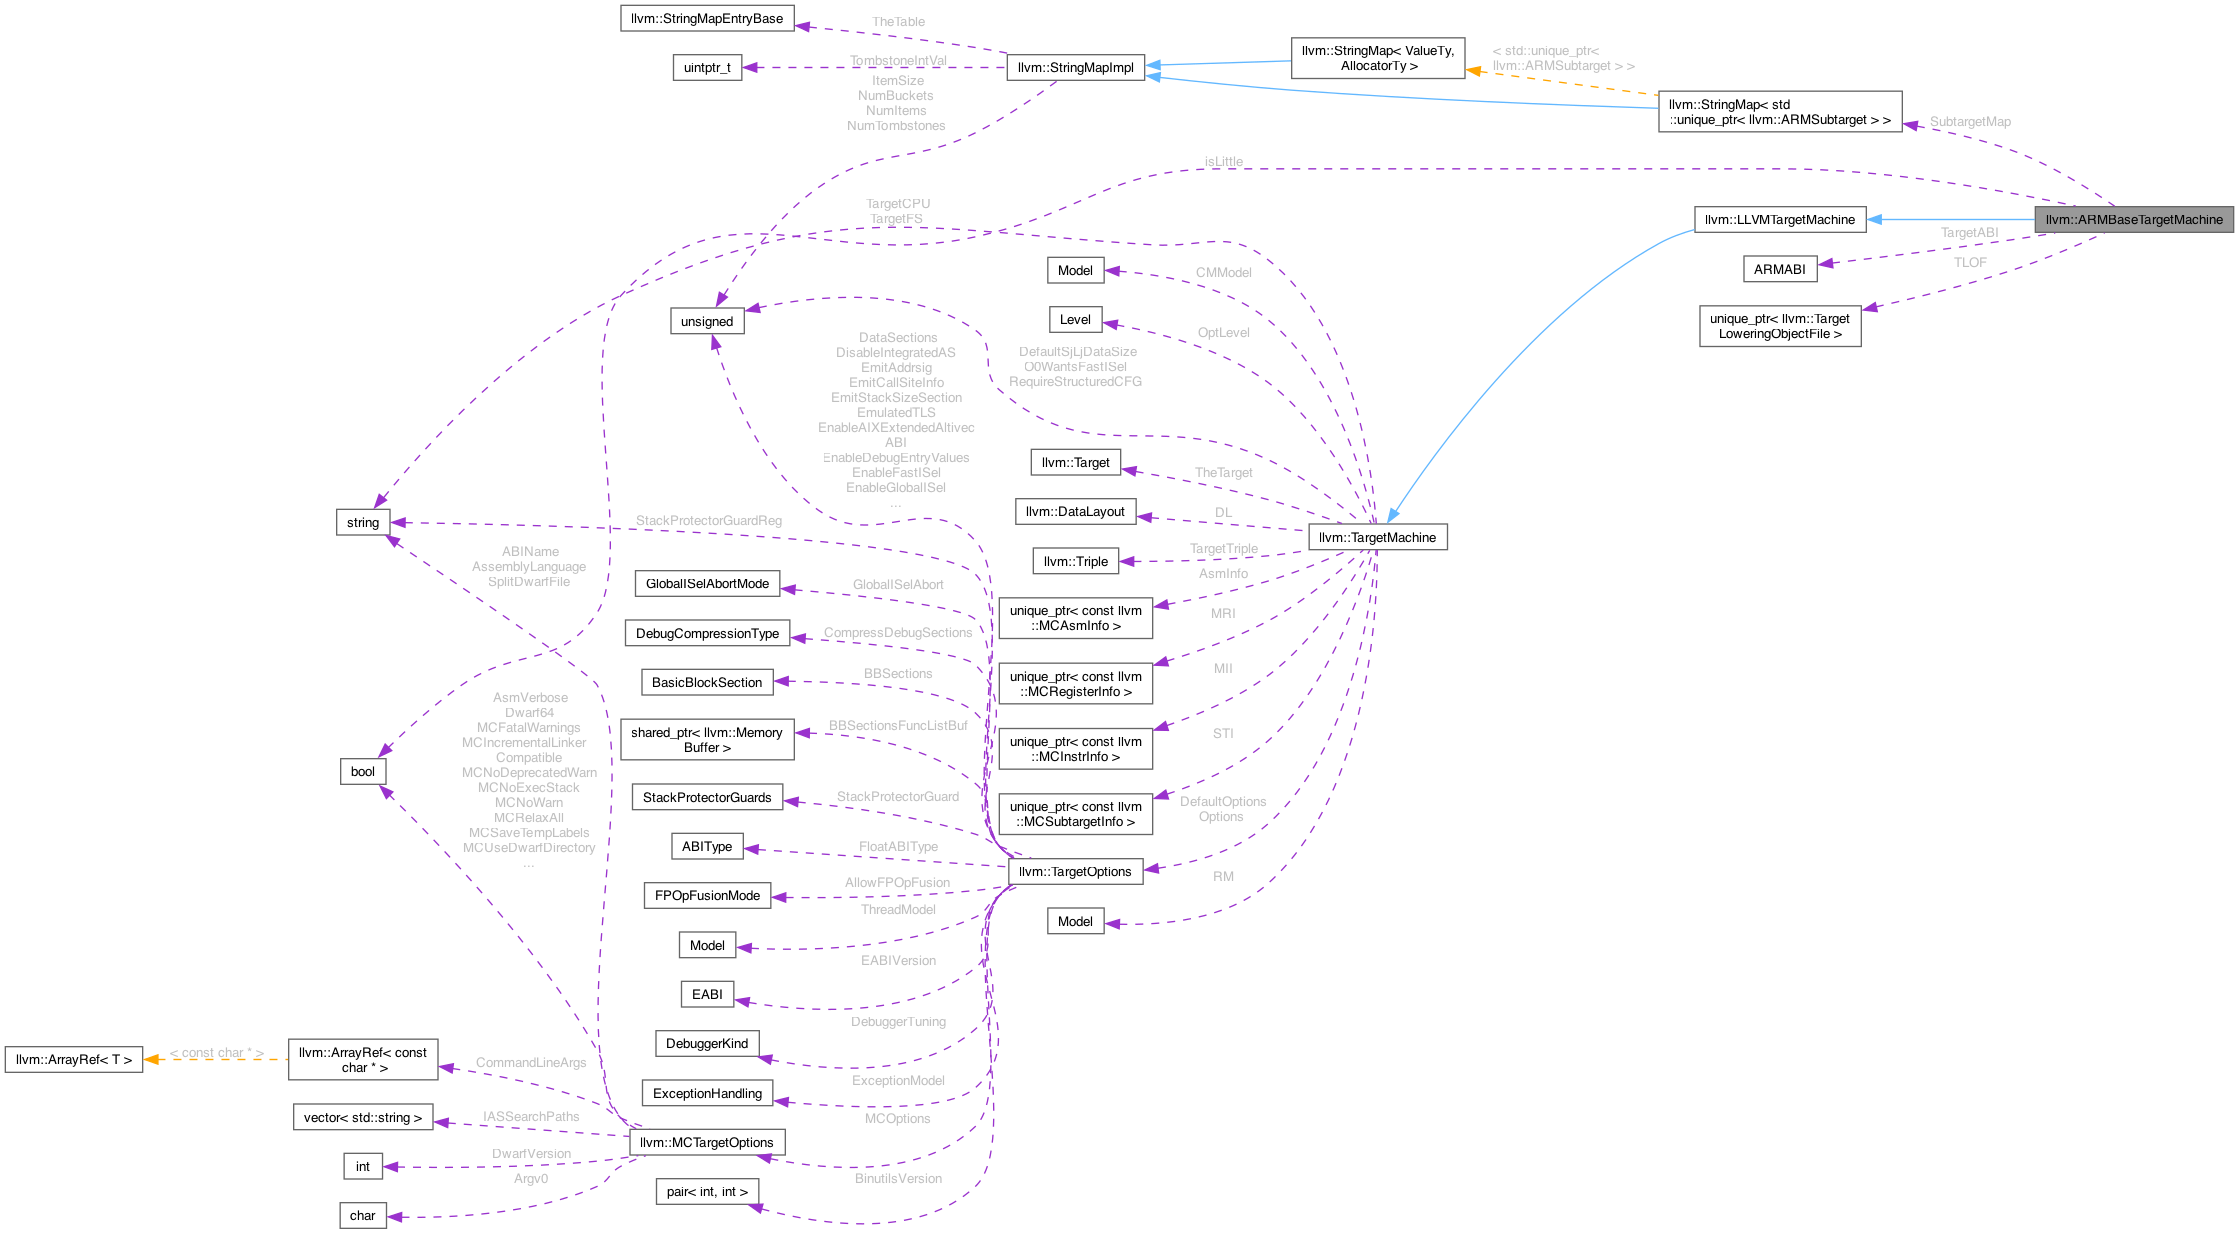 llvm::StringMapEntryBase
TheTable
uintptr_t
TombstoneIntVal
llvm::StringMapImpl
ItemSize
NumBuckets
NumItems
NumTombstones
llvm::StringMap< ValueTy,
AllocatorTy >
< std::unique_ptr<
llvm::ARMSubtarget > >
llvm::StringMap< std
::unique_ptr< llvm::ARMSubtarget > >
SubtargetMap
isLittle
TargetCPU
TargetFS
llvm::LLVMTargetMachine
llvm::ARMBaseTargetMachine
TargetABI
ARMABI
TLOF
unique_ptr< llvm::Target
LoweringObjectFile >
Model
CMModel
Level
OptLevel
unsigned
DataSections
DisableIntegratedAS
EmitAddrsig
EmitCallSiteInfo
EmitStackSizeSection
EmulatedTLS
EnableAIXExtendedAltivec
ABI
EnableDebugEntryValues
EnableFastISel
EnableGlobalISel
...
DefaultSjLjDataSize
O0WantsFastISel
RequireStructuredCFG
llvm::Target
TheTarget
llvm::DataLayout
DL
llvm::Triple
TargetTriple
llvm::TargetMachine
AsmInfo
unique_ptr< const llvm
::MCAsmInfo >
MRI
unique_ptr< const llvm
::MCRegisterInfo >
MII
unique_ptr< const llvm
::MCInstrInfo >
STI
unique_ptr< const llvm
::MCSubtargetInfo >
DefaultOptions
Options
llvm::TargetOptions
RM
Model
string
StackProtectorGuardReg
ABIName
AssemblyLanguage
SplitDwarfFile
GlobalISelAbortMode
GlobalISelAbort
DebugCompressionType
CompressDebugSections
BasicBlockSection
BBSections
shared_ptr< llvm::Memory
Buffer >
BBSectionsFuncListBuf
StackProtectorGuards
StackProtectorGuard
ABIType
FloatABIType
FPOpFusionMode
AllowFPOpFusion
Model
ThreadModel
EABI
EABIVersion
DebuggerKind
DebuggerTuning
ExceptionHandling
ExceptionModel
MCOptions
llvm::MCTargetOptions
pair< int, int >
BinutilsVersion
bool
AsmVerbose
Dwarf64
MCFatalWarnings
MCIncrementalLinker
Compatible
MCNoDeprecatedWarn
MCNoExecStack
MCNoWarn
MCRelaxAll
MCSaveTempLabels
MCUseDwarfDirectory
...
llvm::ArrayRef< T >
< const char * >
llvm::ArrayRef< const
char * >
CommandLineArgs
vector< std::string >
IASSearchPaths
int
DwarfVersion
char
Argv0